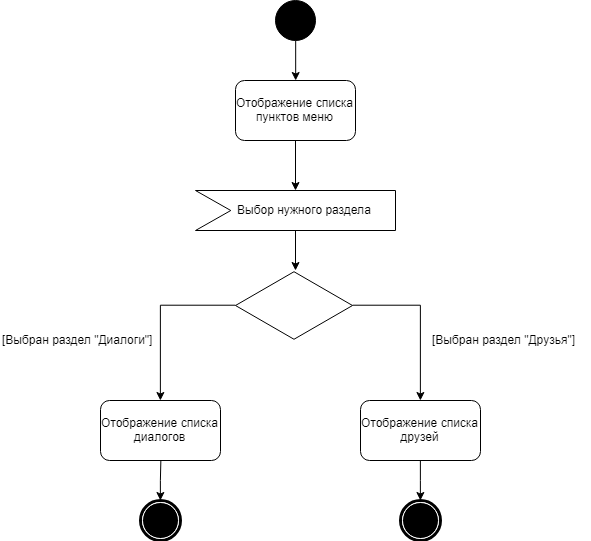 Отображение списка
пунктов меню
Выбор нужного раздела
[Выбран раздел "Диалоги"]
[Выбран раздел "Друзья"]
Отображение списка
диалогов
Отображение списка
друзей